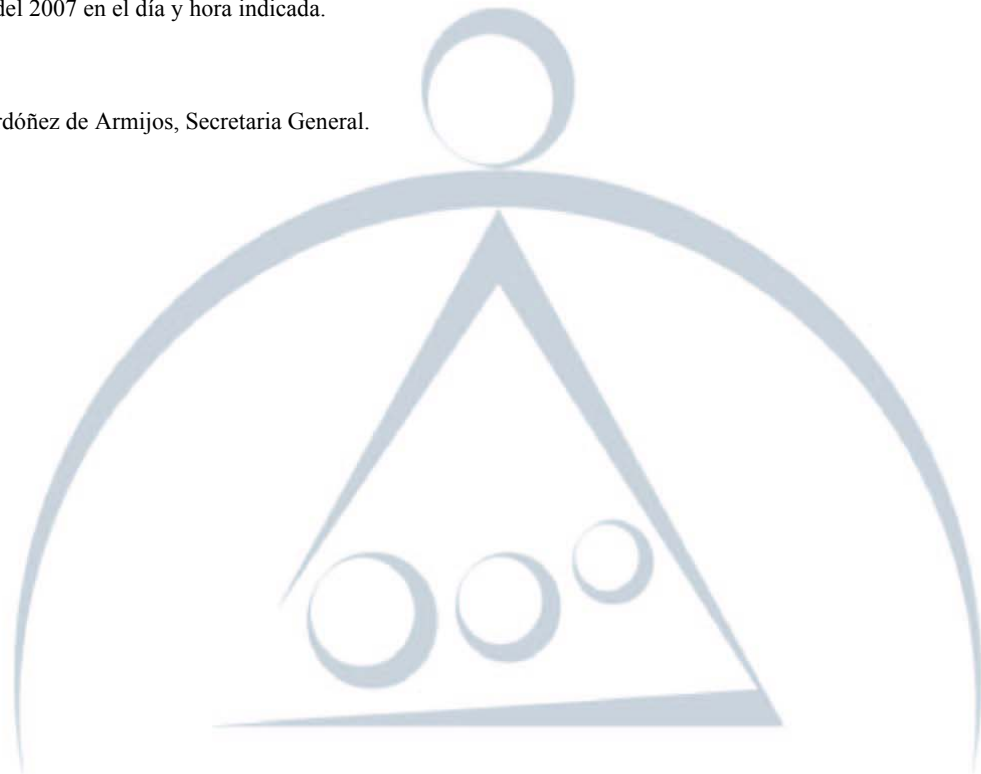 del 2007 en el día y hora indicada.
rdóñez de Armijos, Secretaria General.